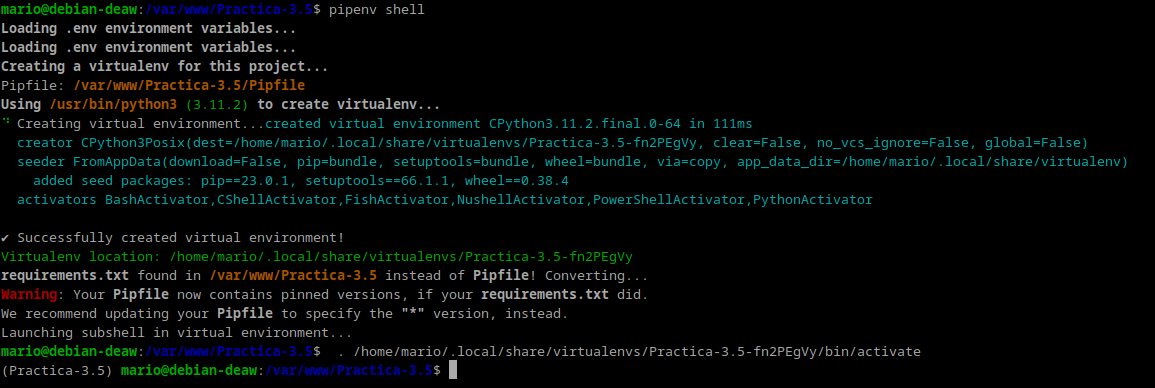 mario@debian-deaw:/var/www/Practica-3.5$ pipenv shell
Loading .env environment variables...
Loading .env environment variables...
Creating a virtualenv for this project...
Pipfile: /var/www/Practica-3.5/Pipfile
Using /usr/bin/python3 (3.11.2) to create virtualenv...
⠙ Creating virtual environment...created virtual environment CPython3.11.2.final.0-64 in 111ms
  creator CPython3Posix(dest=/home/mario/.local/share/virtualenvs/Practica-3.5-fn2PEgVy, clear=False, no_vcs_ignore=False, global=False)
  seeder FromAppData(download=False, pip=bundle, setuptools=bundle, wheel=bundle, via=copy, app_data_dir=/home/mario/.local/share/virtualenv)
    added seed packages: pip==23.0.1, setuptools==66.1.1, wheel==0.38.4
  activators BashActivator,CShellActivator,FishActivator,NushellActivator,PowerShellActivator,PythonActivator
✔ Successfully created virtual environment!
Virtualenv location: /home/mario/.local/share/virtualenvs/Practica-3.5-fn2PEgVy
requirements.txt found in /var/www/Practica-3.5 instead of Pipfile! Converting...
Warning: Your Pipfile now contains pinned versions, if your requirements.txt did.
We recommend updating your Pipfile to specify the "*" version, instead.
Launching subshell in virtual environment...
mario@debian-deaw:/var/www/Practica-3.5$  . /home/mario/.local/share/virtualenvs/Practica-3.5-fn2PEgVy/bin/activate
(Practica-3.5) mario@debian-deaw:/var/www/Practica-3.5$